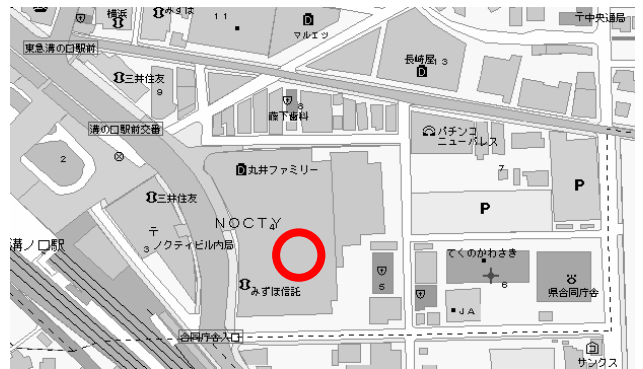 横浜
みずほ
11
マルエツ
〒中央通局
東急溝の口駅前
三井住友
9
長崎屋
13
8
藤下歯科
溝の口駅前交番
パチンコ
ニューパレス
2
丸井ファミリー
7
P
三井住友
NOCTY
4
P
〒
3
ノクティビル内局
溝ノ口駅
てくのかわさき
5
6
県合同庁舎
みずほ信託
JA
合同庁舎入口
サンクス